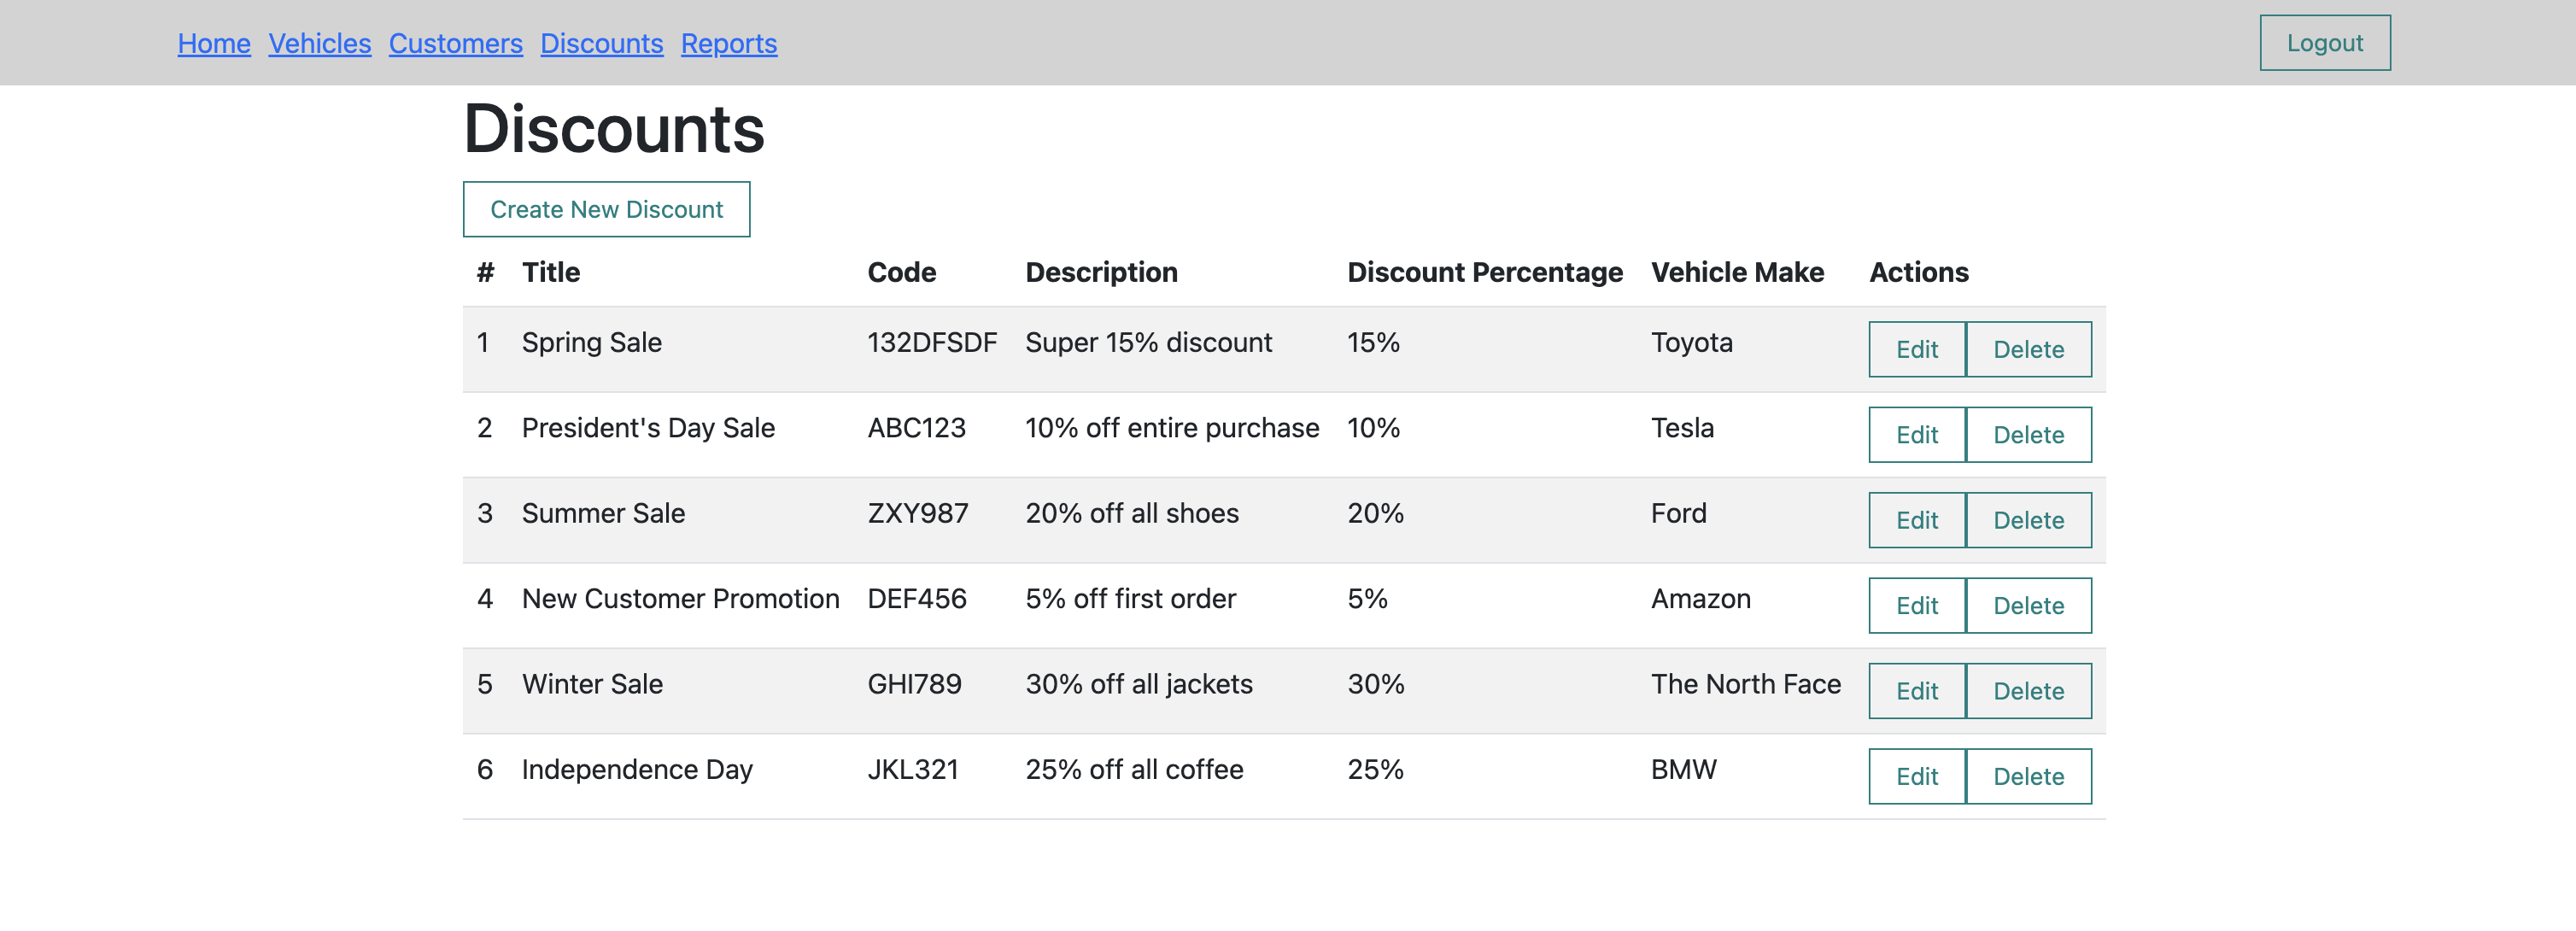 Home Vehicles Customers Discounts Reports Logout
Discounts
Create New Discount
# Title Code Description Discount Percentage Vehicle Make Actions
1 Spring Sale 132DFSDF Super 15% discount 15% Toyota Edit Delete
2 President's Day Sale ABC123 10% off entire purchase 10% Tesla Edit Delete
3 Summer Sale ZXY987 20% off all shoes 20% Ford Edit Delete
4 New Customer Promotion DEF456 5% off first order 5% Amazon Edit Delete
5 Winter Sale GHI789 30% off all jackets 30% The North Face Edit Delete
6 Independence Day JKL321 25% off all coffee 25% BMW Edit Delete